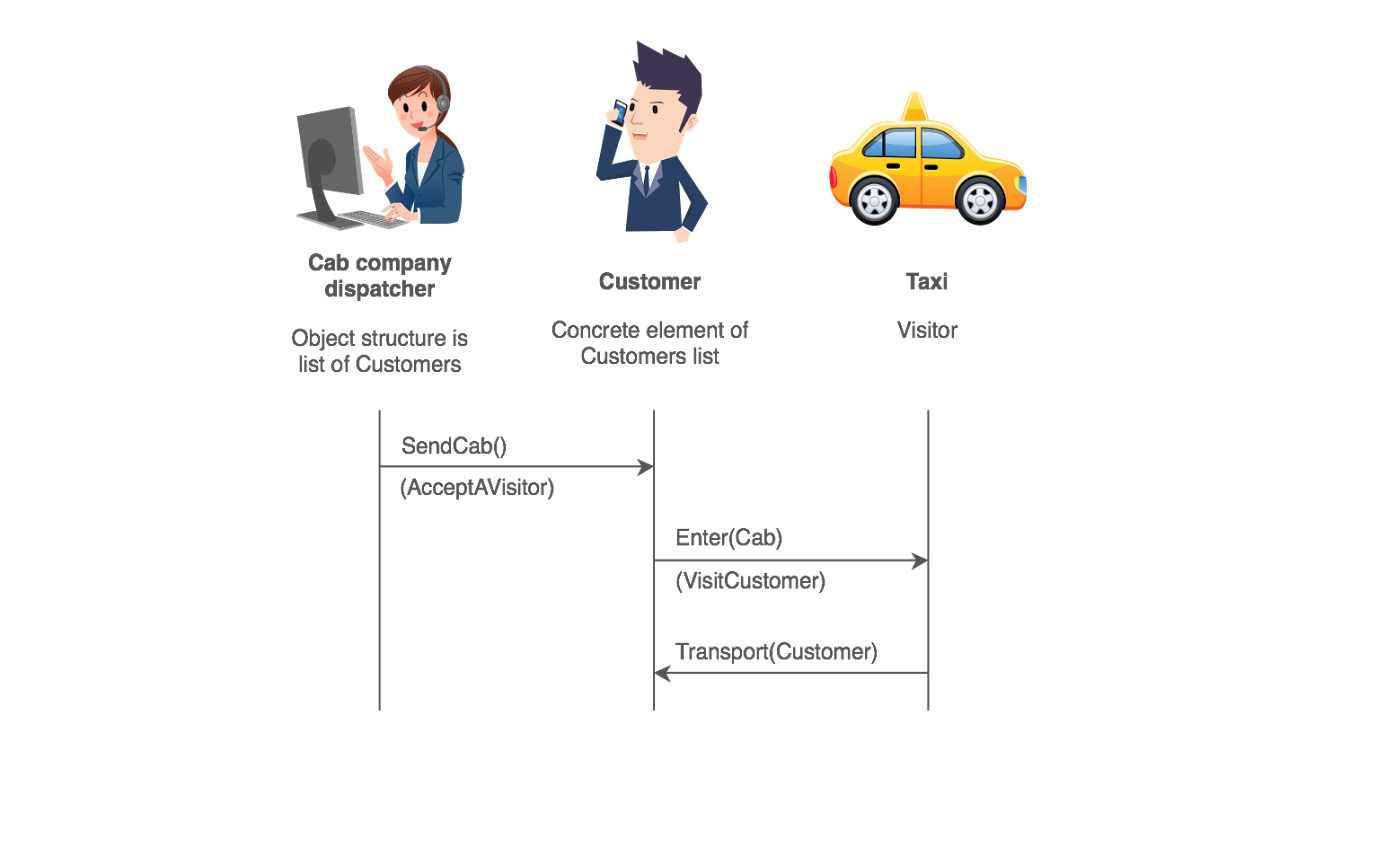 Cab company
dispatcher
Object structure is
list of Customers
Customer
Concrete element of
Customers list
Taxi
Visitor
SendCab()
(AcceptAVisitor)
Enter(Cab)
(VisitCustomer)
Transport(Customer)